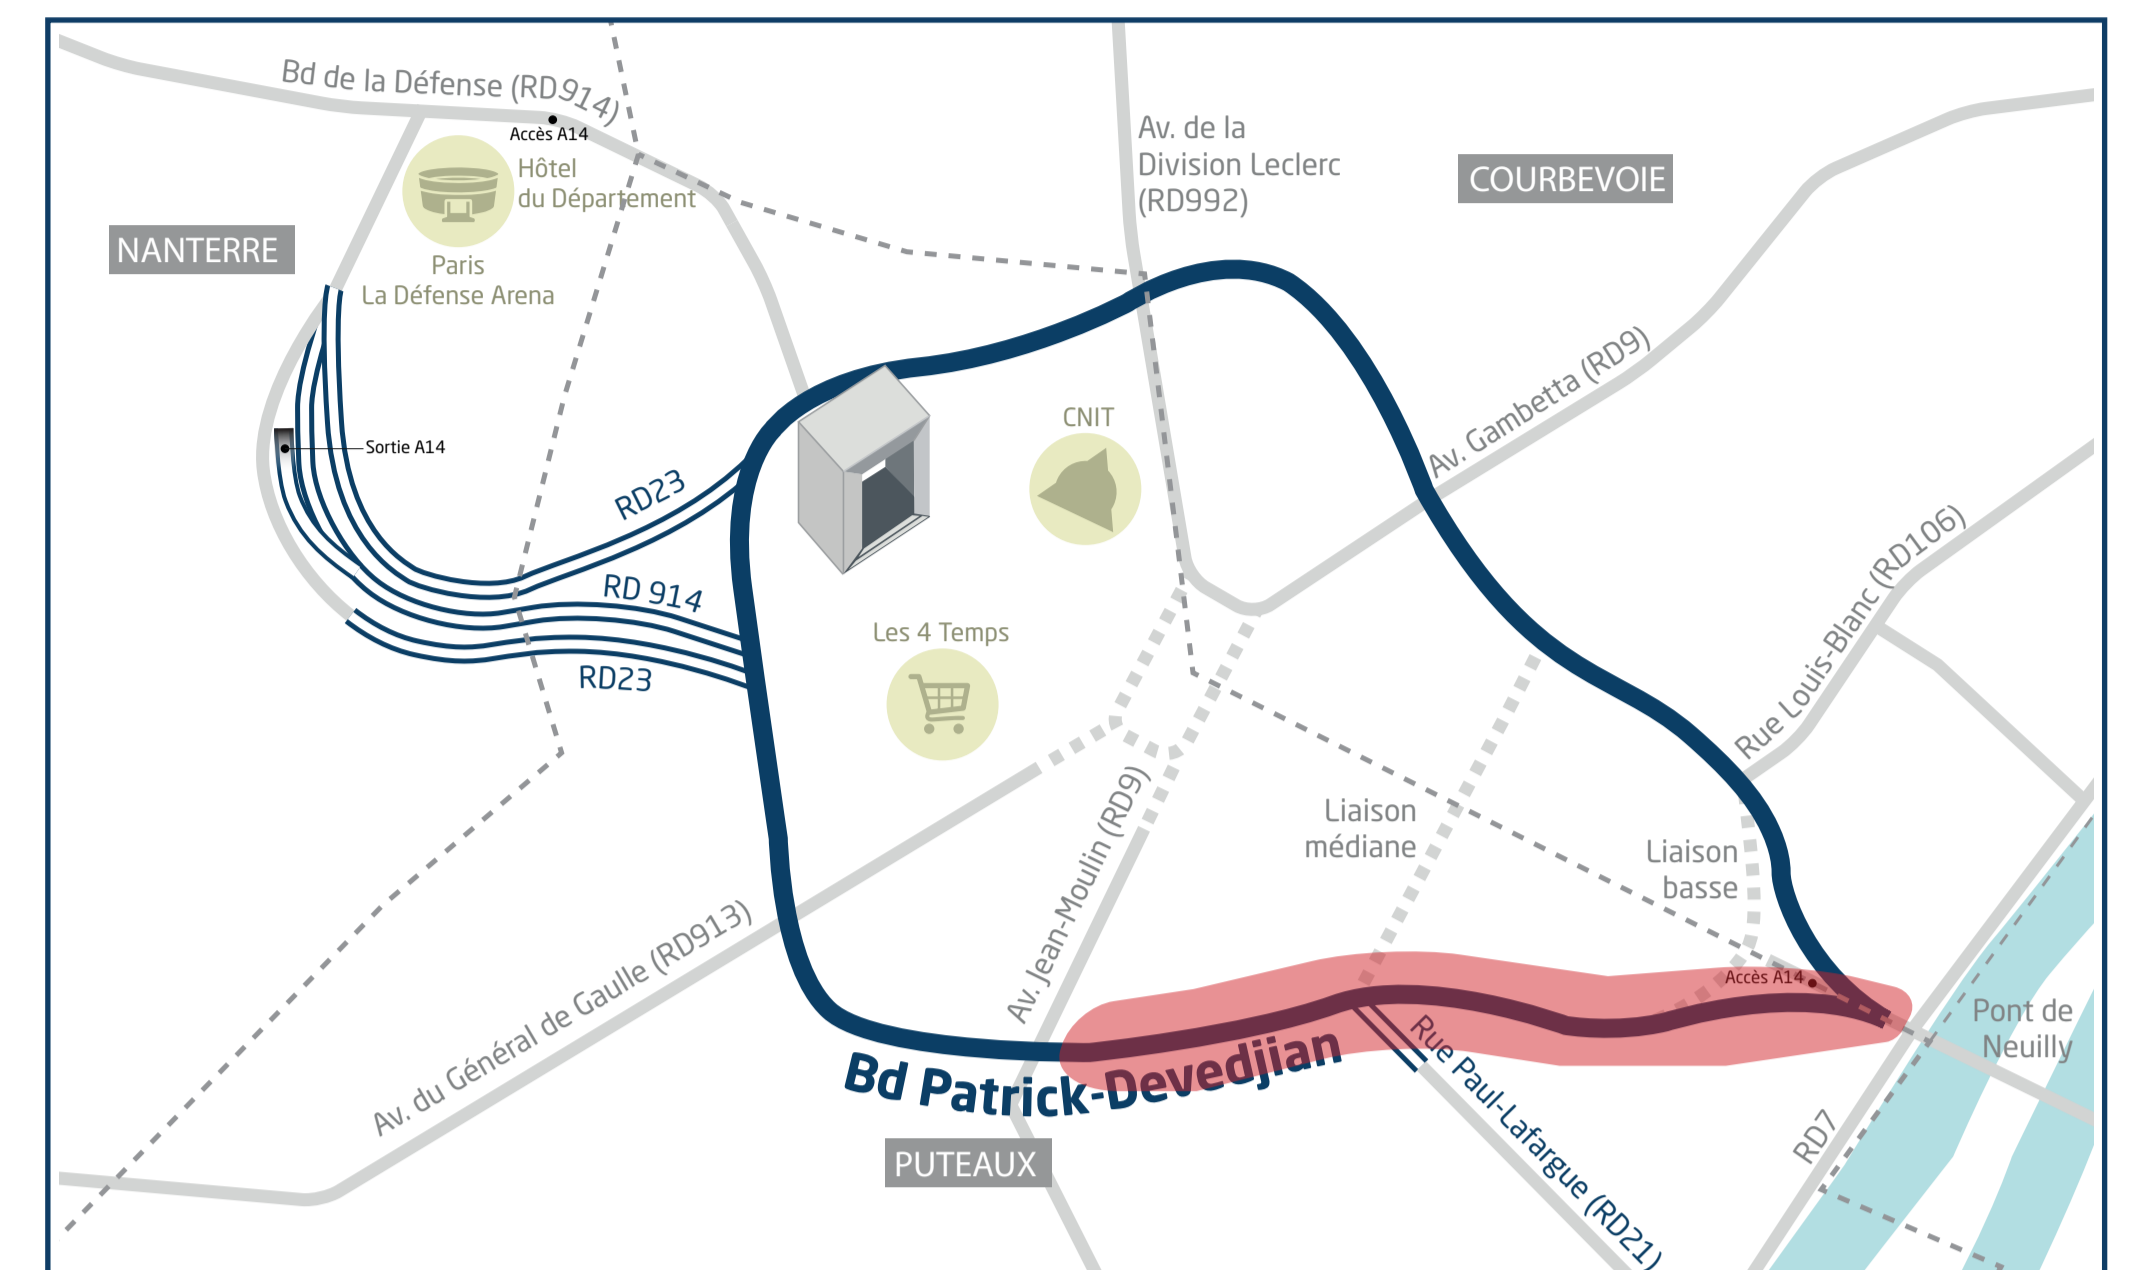 Bd de la Défense (RD914)
Accès A14
Hôtel
du Département
Av. de la
Division Leclerc
(RD992)
COURBEVOIE
NANTERRE
Paris
La Défense Arena
Sortie A14
CNIT
Av. Gambetta (RD9)
RD23
RD 914
RD23
Les 4 Temps
Rue Louis-Blanc (RD106)
Liaison
médiane
Liaison
basse
Av. Jean-Moulin (RD9)
Av. du Général de Gaulle (RD913)
Accès A14
Pont de
Neuilly
Bd Patrick-Devedjian
Rue Paul-Lafargue (RD21)
RD7
PUTEAUX